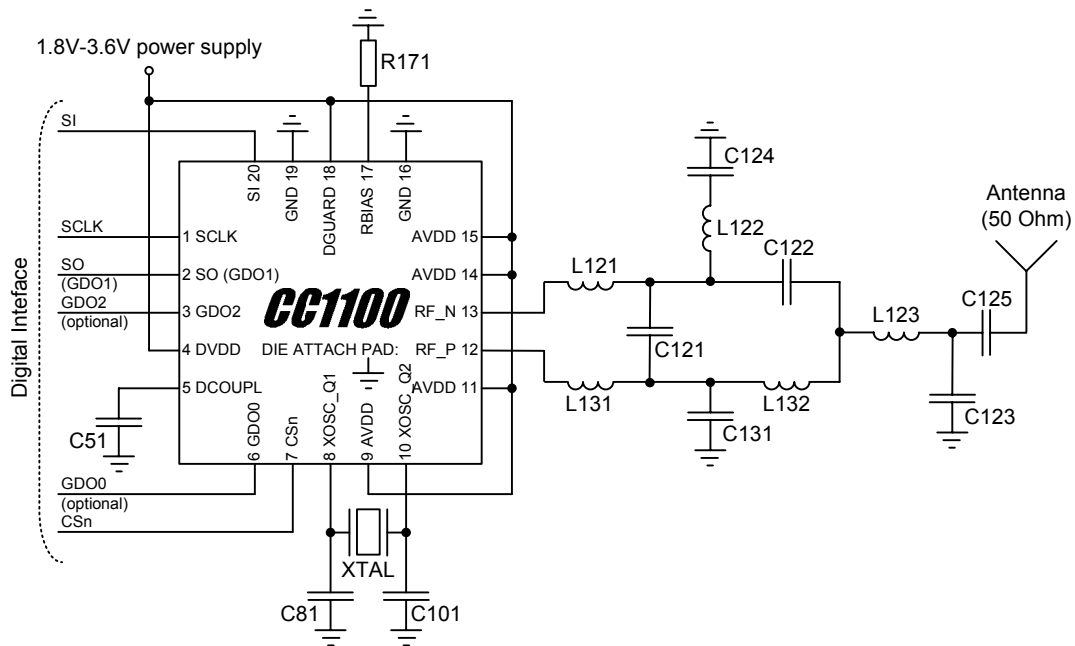 1.8V-3.6V power supply
R171
SI
SI 20
GND 19
DGUARD 18
RBIAS 17
GND 16
C124
Antenna
(50 Ohm)
L122
SCLK
1 SCLK
AVDD 15
C122
SO
(GDO1)
2 SO (GDO1)
AVDD 14
L121
GDO2
(optional)
3 GDO2
CC1100
RF_N 13
C125
L123
Digital Inteface
4 DVDD
DIE ATTACH PAD:
RF_P 12
C121
5 DCOUPL
AVDD 11
L131
L132
C123
C51
C131
6 GDO0
7 CSn
8 XOSC_Q1
9 AVDD
10 XOSC_Q2
GDO0
(optional)
CSn
XTAL
C81
C101